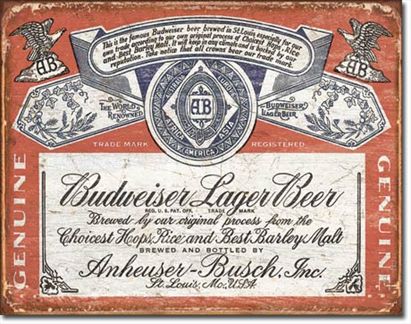 This is the famous Budweiser beer brewed in St.Louis especially for our
own trade according to our own original process of Choicest Hops, Rice
and Best Barley Malt. It will keep in any climate and is backed by our
reputation. Take notice that all crowns bear our trade mark.
AB
AB
THE WORLD
RENOWNED
AB
BUDWEISER
LAGER BEER
ASIA
AFRICA
AMERICA
TRADE MARK
REGISTERED
GENUINE
GENUINE
Budweiser Lager Beer
REG. U. S. PAT. OFF. TRADE MARK
Brewed by our original process from the
Choicest Hops, Rice and Best Barley Malt
BREWED AND BOTTLED BY
Anheuser-Busch, Inc.
St. Louis, Mo., U.S.A.